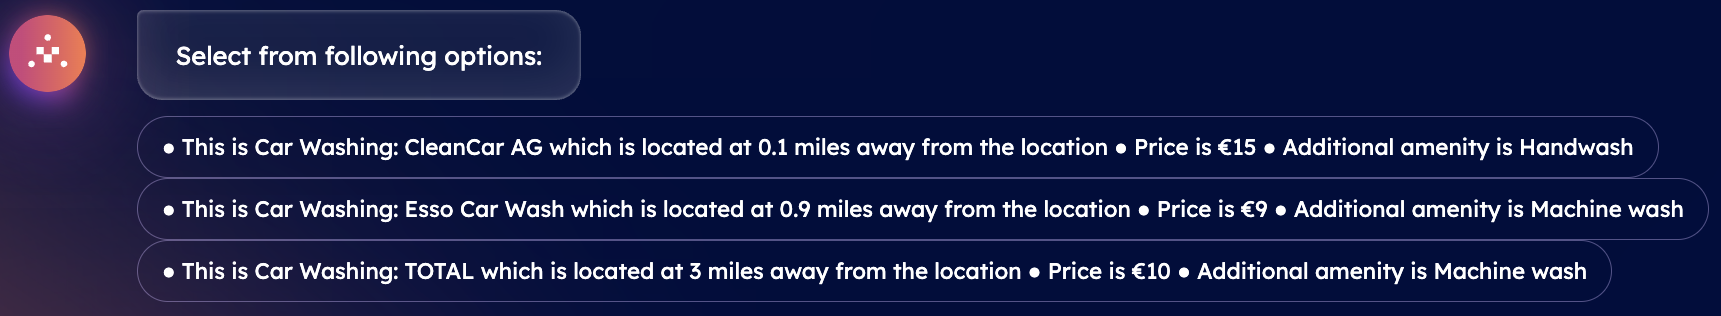 Select from following options:
● This is Car Washing: CleanCar AG which is located at 0.1 miles away from the location ● Price is €15 ● Additional amenity is Handwash
● This is Car Washing: Esso Car Wash which is located at 0.9 miles away from the location ● Price is €9 ● Additional amenity is Machine wash
● This is Car Washing: TOTAL which is located at 3 miles away from the location ● Price is €10 ● Additional amenity is Machine wash